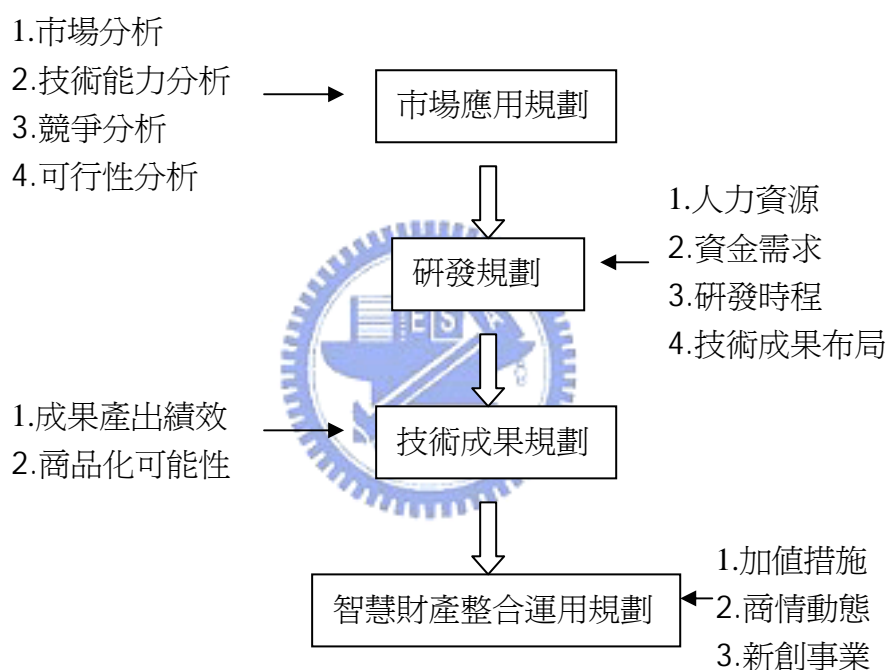 1.市場分析
2.技術能力分析
3.競爭分析
4.可行性分析
市場應用規劃
1.人力資源
2.資金需求
3.研發時程
4.技術成果布局
研發規劃
E S
1.成果產出績效
2.商品化可能性
技術成果規劃
1.加值措施
2.商情動態
3.新創事業
智慧財產整合運用規劃